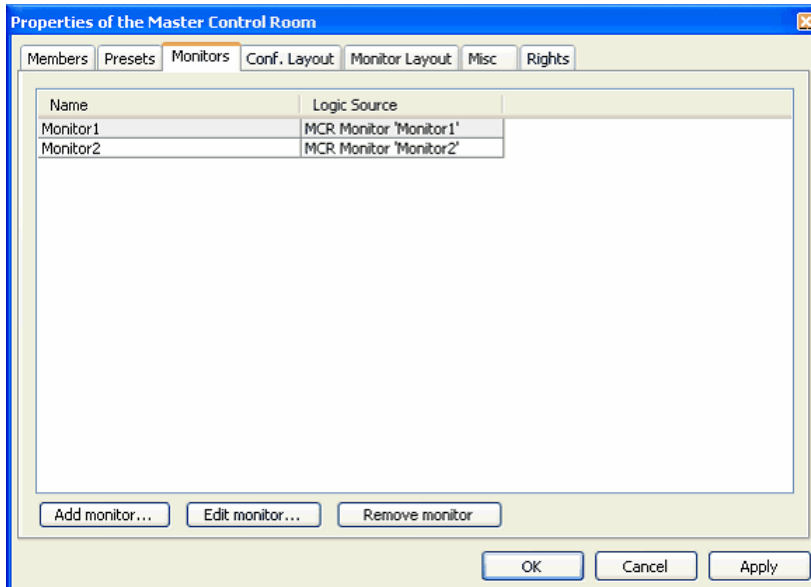 Properties of the Master Control Room
Members Presets Monitors Conf. Layout Monitor Layout Misc Rights
Name Logic Source
Monitor1 MCR Monitor 'Monitor1'
Monitor2 MCR Monitor 'Monitor2'
Add monitor... Edit monitor... Remove monitor
OK Cancel Apply